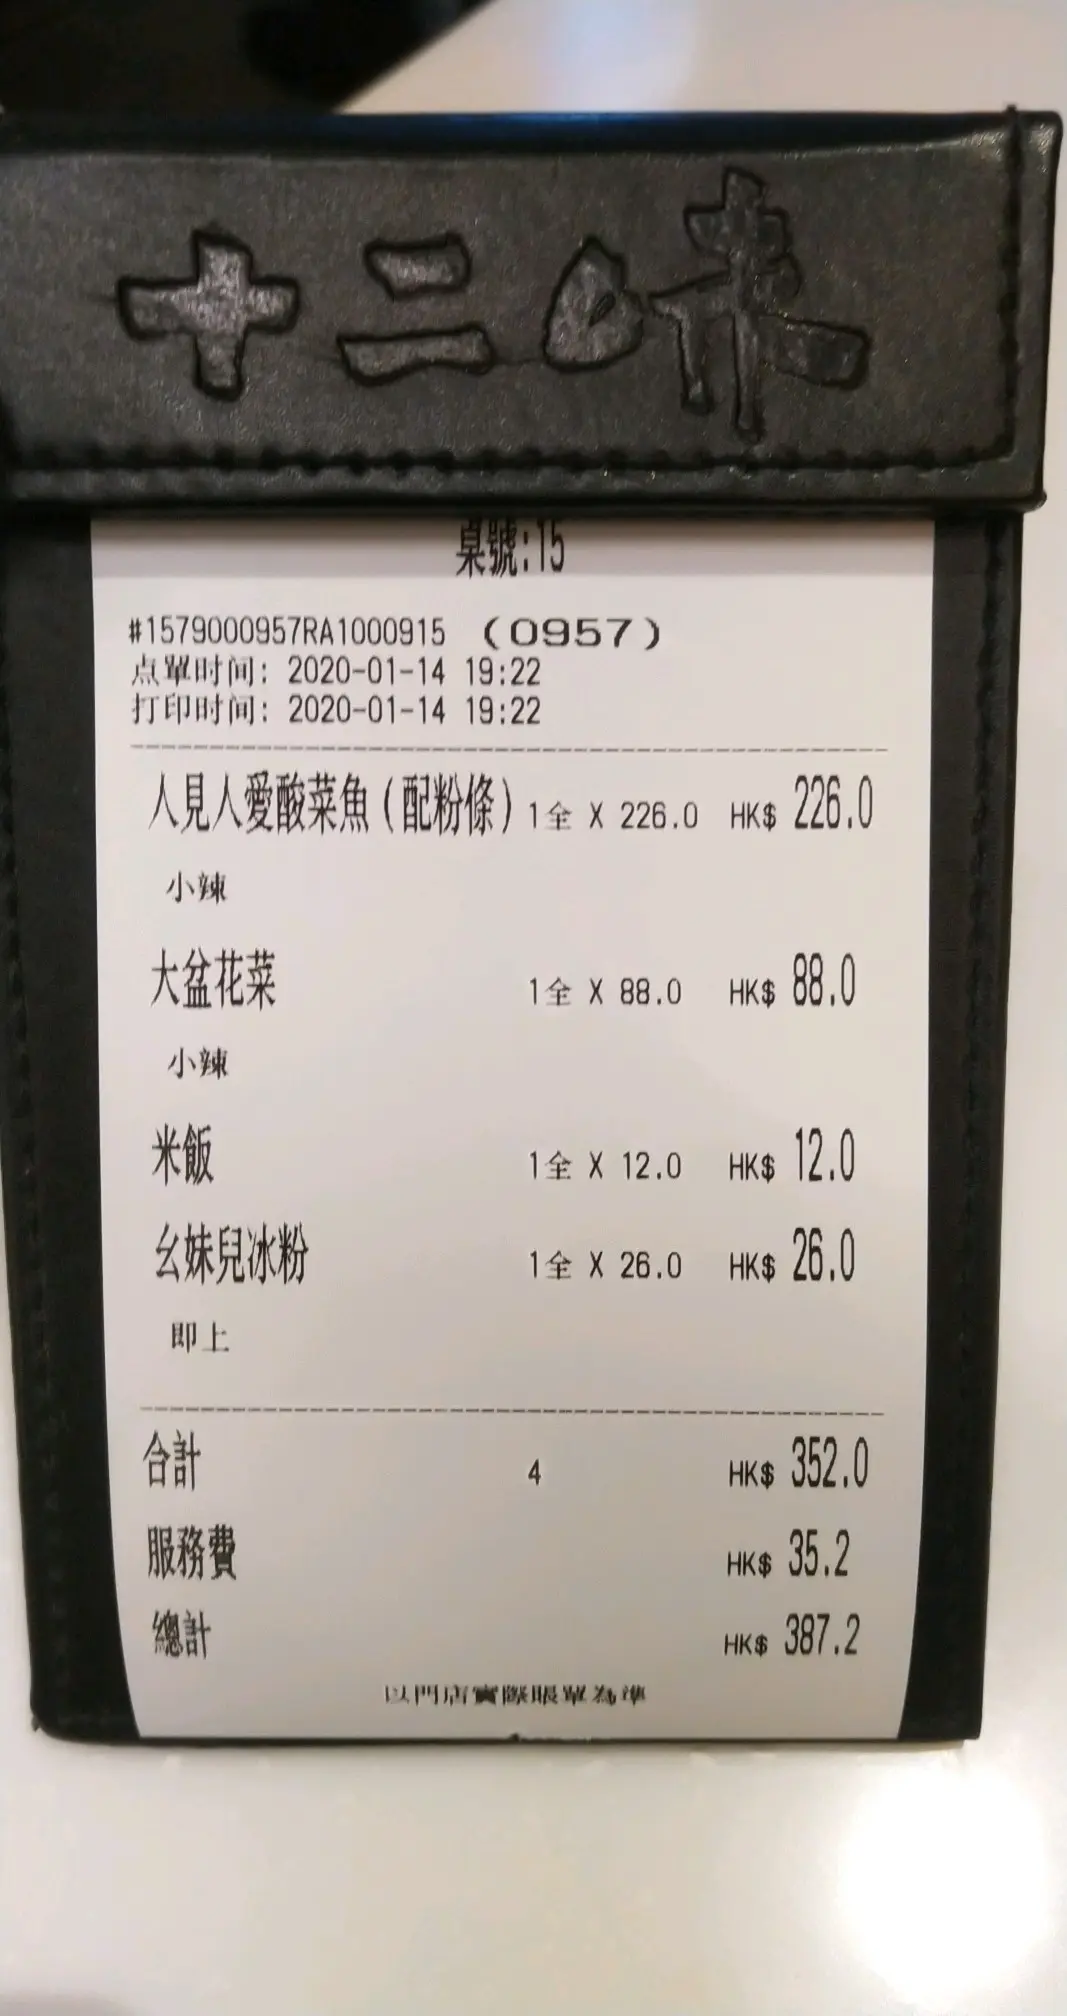 十二味
桌號:15
#1579000957RA1000915 (0957)
点單时间: 2020-01-14 19:22
打印时间: 2020-01-14 19:22
人見人愛酸菜魚(配粉條) 1全 X 226.0 HK$ 226.0
小辣
大盆花菜 1全 X 88.0 HK$ 88.0
小辣
米飯 1全 X 12.0 HK$ 12.0
幺妹兒冰粉 1全 X 26.0 HK$ 26.0
即上
合計 4 HK$ 352.0
服務費 HK$ 35.2
總計 HK$ 387.2
以門店實際賬單為準